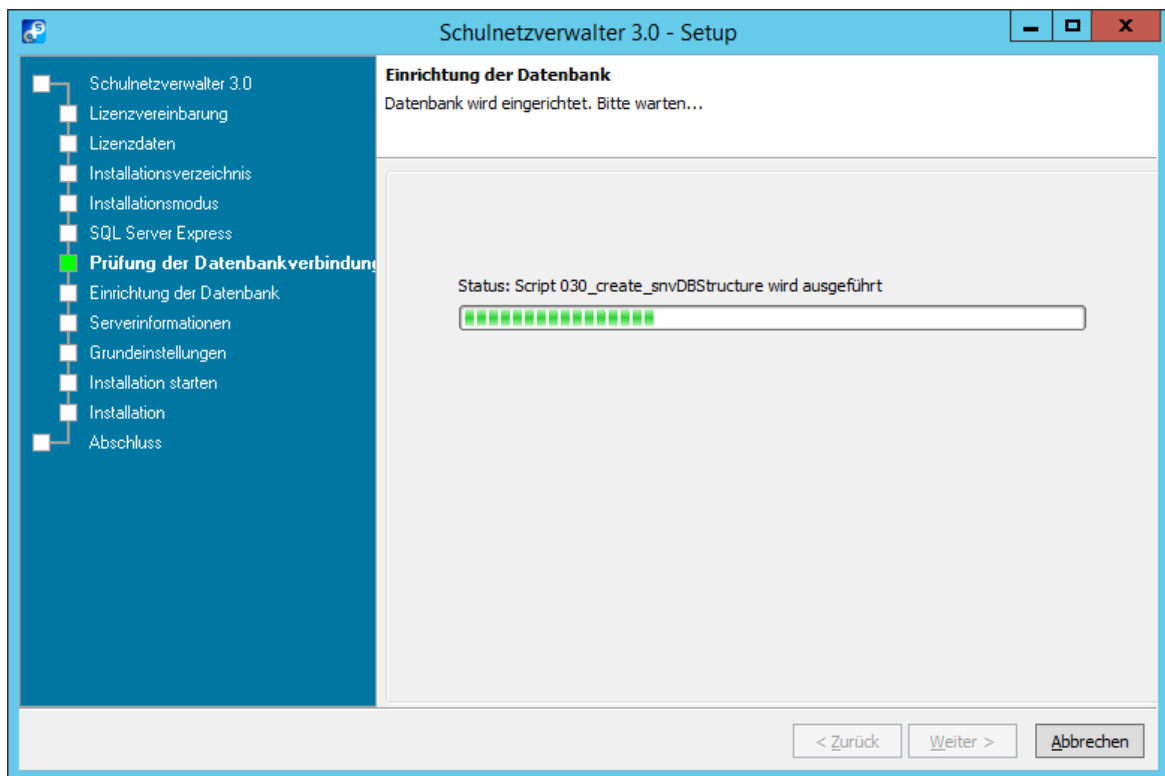 Schulnetzverwalter 3.0 - Setup
Schulnetzverwalter 3.0
Lizenzvereinbarung
Lizenzdaten
Installationsverzeichnis
Installationsmodus
SQL Server Express
Prüfung der Datenbankverbindung
Einrichtung der Datenbank
Serverinformationen
Grundeinstellungen
Installation starten
Installation
Abschluss
Einrichtung der Datenbank
Datenbank wird eingerichtet. Bitte warten...
Status: Script 030_create_snvDBStructure wird ausgeführt
< Zurück
Weiter >
Abbrechen